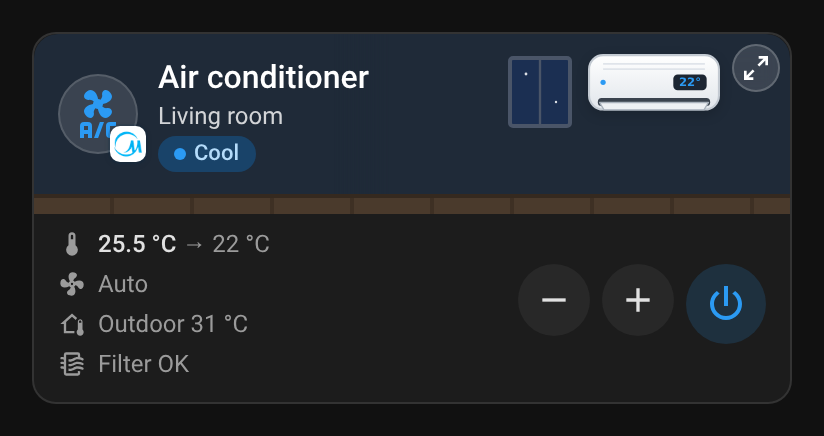 Air conditioner
Living room
A/C
Cool
22°
25.5 °C → 22 °C
Auto
Outdoor 31 °C
Filter OK